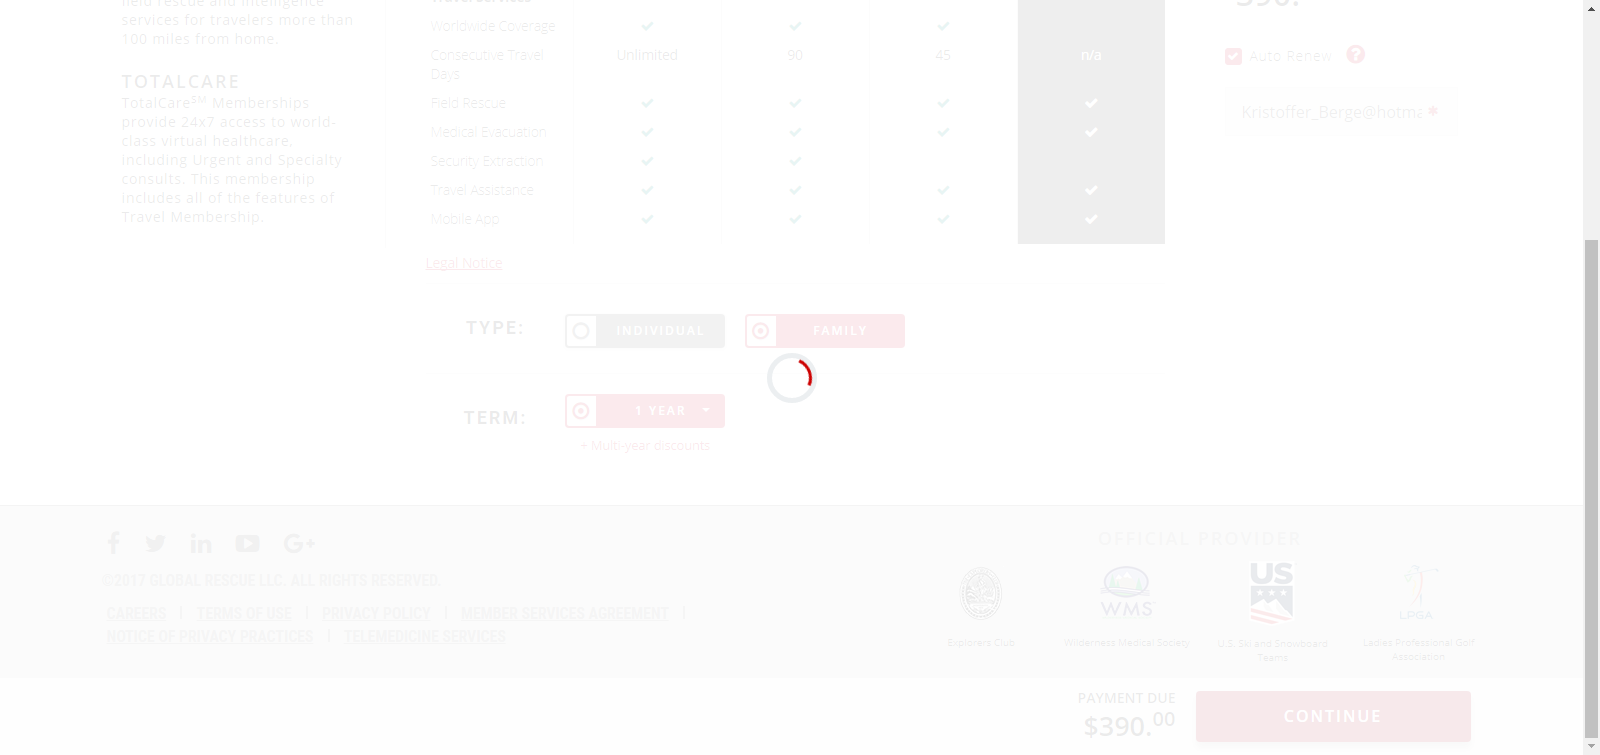 field rescue and intelligence
services for travelers more than
100 miles from home.
TOTALCARE
TotalCareSM Memberships
provide 24x7 access to world-
class virtual healthcare,
including Urgent and Specialty
consults. This membership
includes all of the features of
Travel Membership.
Worldwide Coverage
Consecutive Travel
Days
Unlimited
90
45
n/a
Field Rescue
Medical Evacuation
Security Extraction
Travel Assistance
Mobile App
Legal Notice
390.
Auto Renew ?
Kristoffer_Berge@hotma *
TYPE:
INDIVIDUAL
FAMILY
TERM:
1 YEAR
+ Multi-year discounts
©2017 GLOBAL RESCUE LLC. ALL RIGHTS RESERVED.
CAREERS | TERMS OF USE | PRIVACY POLICY | MEMBER SERVICES AGREEMENT |
NOTICE OF PRIVACY PRACTICES | TELEMEDICINE SERVICES
OFFICIAL PROVIDER
WMS
US
LPGA
Explorers Club
Wilderness Medical Society
U.S. Ski and Snowboard
Teams
Ladies Professional Golf
Association
PAYMENT DUE
$390.00
CONTINUE